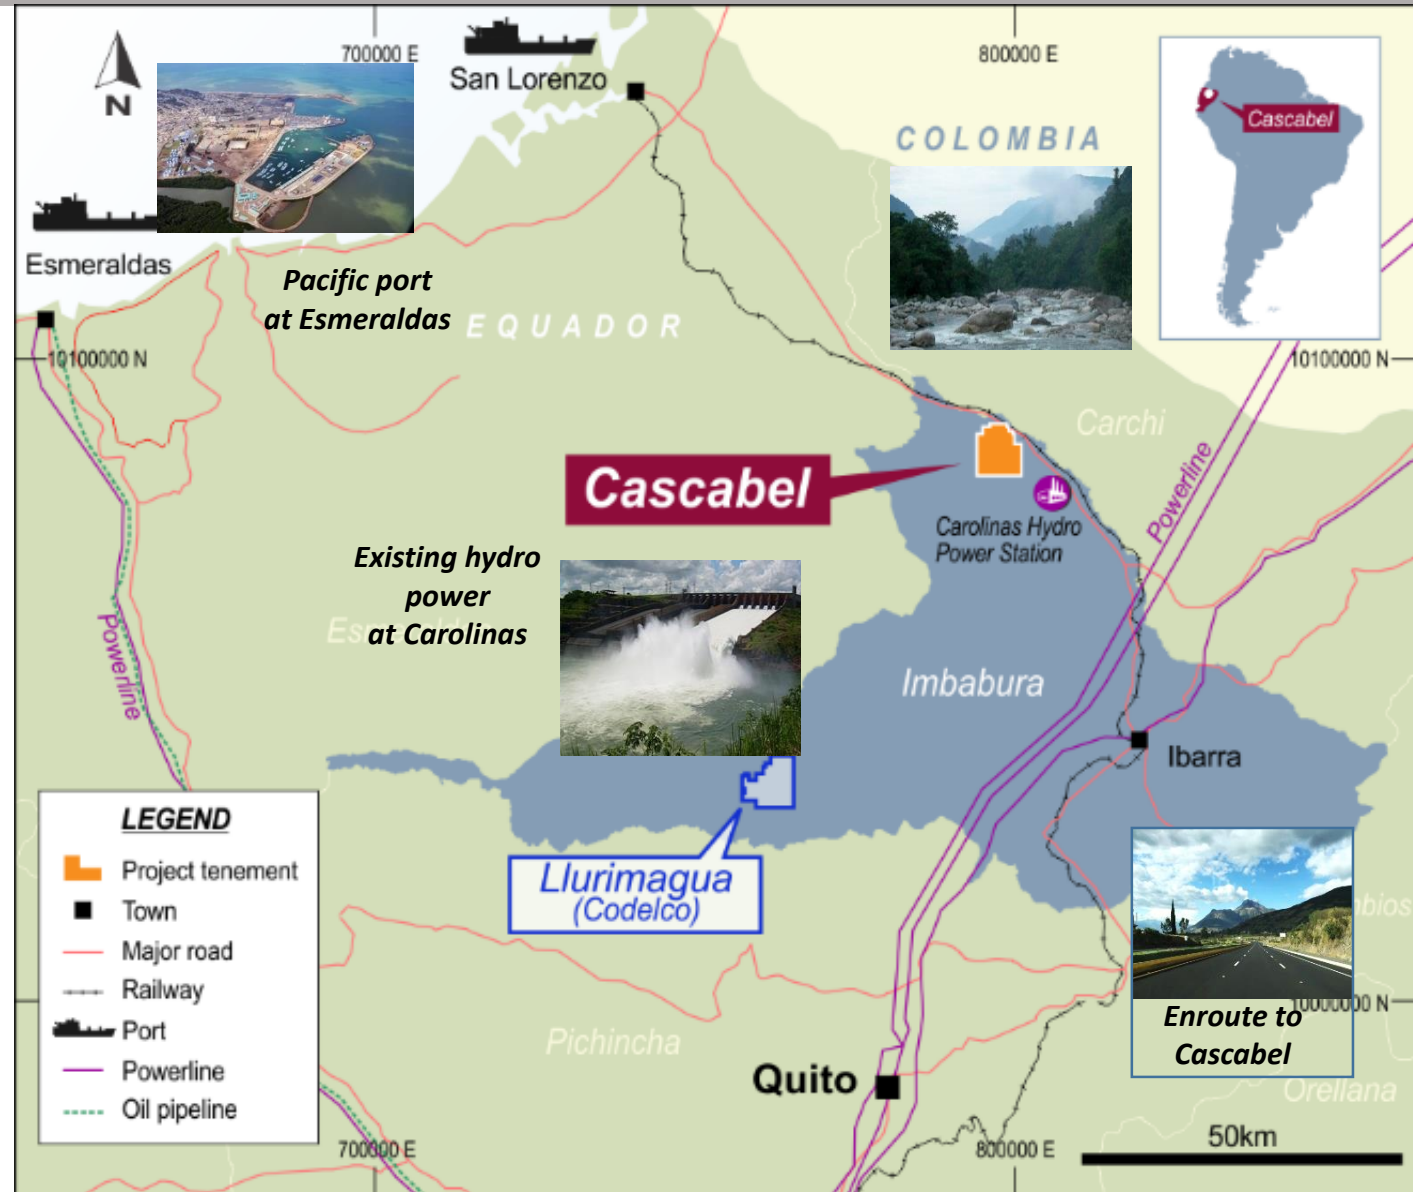 700000 E
800000 E
N
San Lorenzo
COLOMBIA
Cascabel
Esmeraldas
Pacific port
at Esmeraldas
EQUADOR
10100000 N
10100000 N
Carchi
Cascabel
Powerline
Carolinas Hydro
Power Station
Existing hydro
power
at Carolinas
Powerline
Imbabura
Ibarra
LEGEND
Project tenement
Town
Major road
Railway
Port
Powerline
Oil pipeline
Llurimagua
(Codelco)
10000000 N
Enroute to
Cascabel
Pichincha
Quito
Orellana
50km
700000 E
800000 E